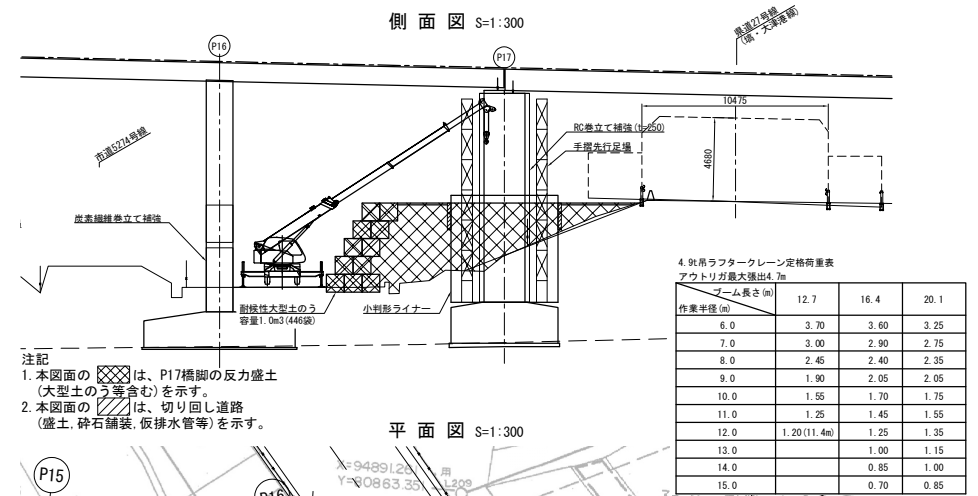 側 面 図 S=1:300
P16
P17
県道27号線
(塙・大津港線)
市道5274号線
10475
4680
RC巻立て補強(t=250)
手摺先行足場
炭素繊維巻立て補強
耐候性大型土のう
容量1.0m3(446袋)
小判形ライナー
4.9t吊ラフタークレーン定格荷重表
アウトリガ最大張出4.7m
ブーム長さ(m) 12.7 16.4 20.1
作業半径(m)
6.0 3.70 3.60 3.25
7.0 3.00 2.90 2.75
8.0 2.45 2.40 2.35
9.0 1.90 2.05 2.05
10.0 1.55 1.70 1.75
11.0 1.25 1.45 1.55
12.0 1.20(11.4m) 1.25 1.35
13.0 1.00 1.15
14.0 0.85 1.00
15.0 0.70 0.85
注記
1. 本図面の は、P17橋脚の反力盛土
(大型土のう等含む)を示す。
2. 本図面の は、切り回し道路
(盛土,砕石舗装,仮排水管等)を示す。
平 面 図 S=1:300
P15
P16
用
L209